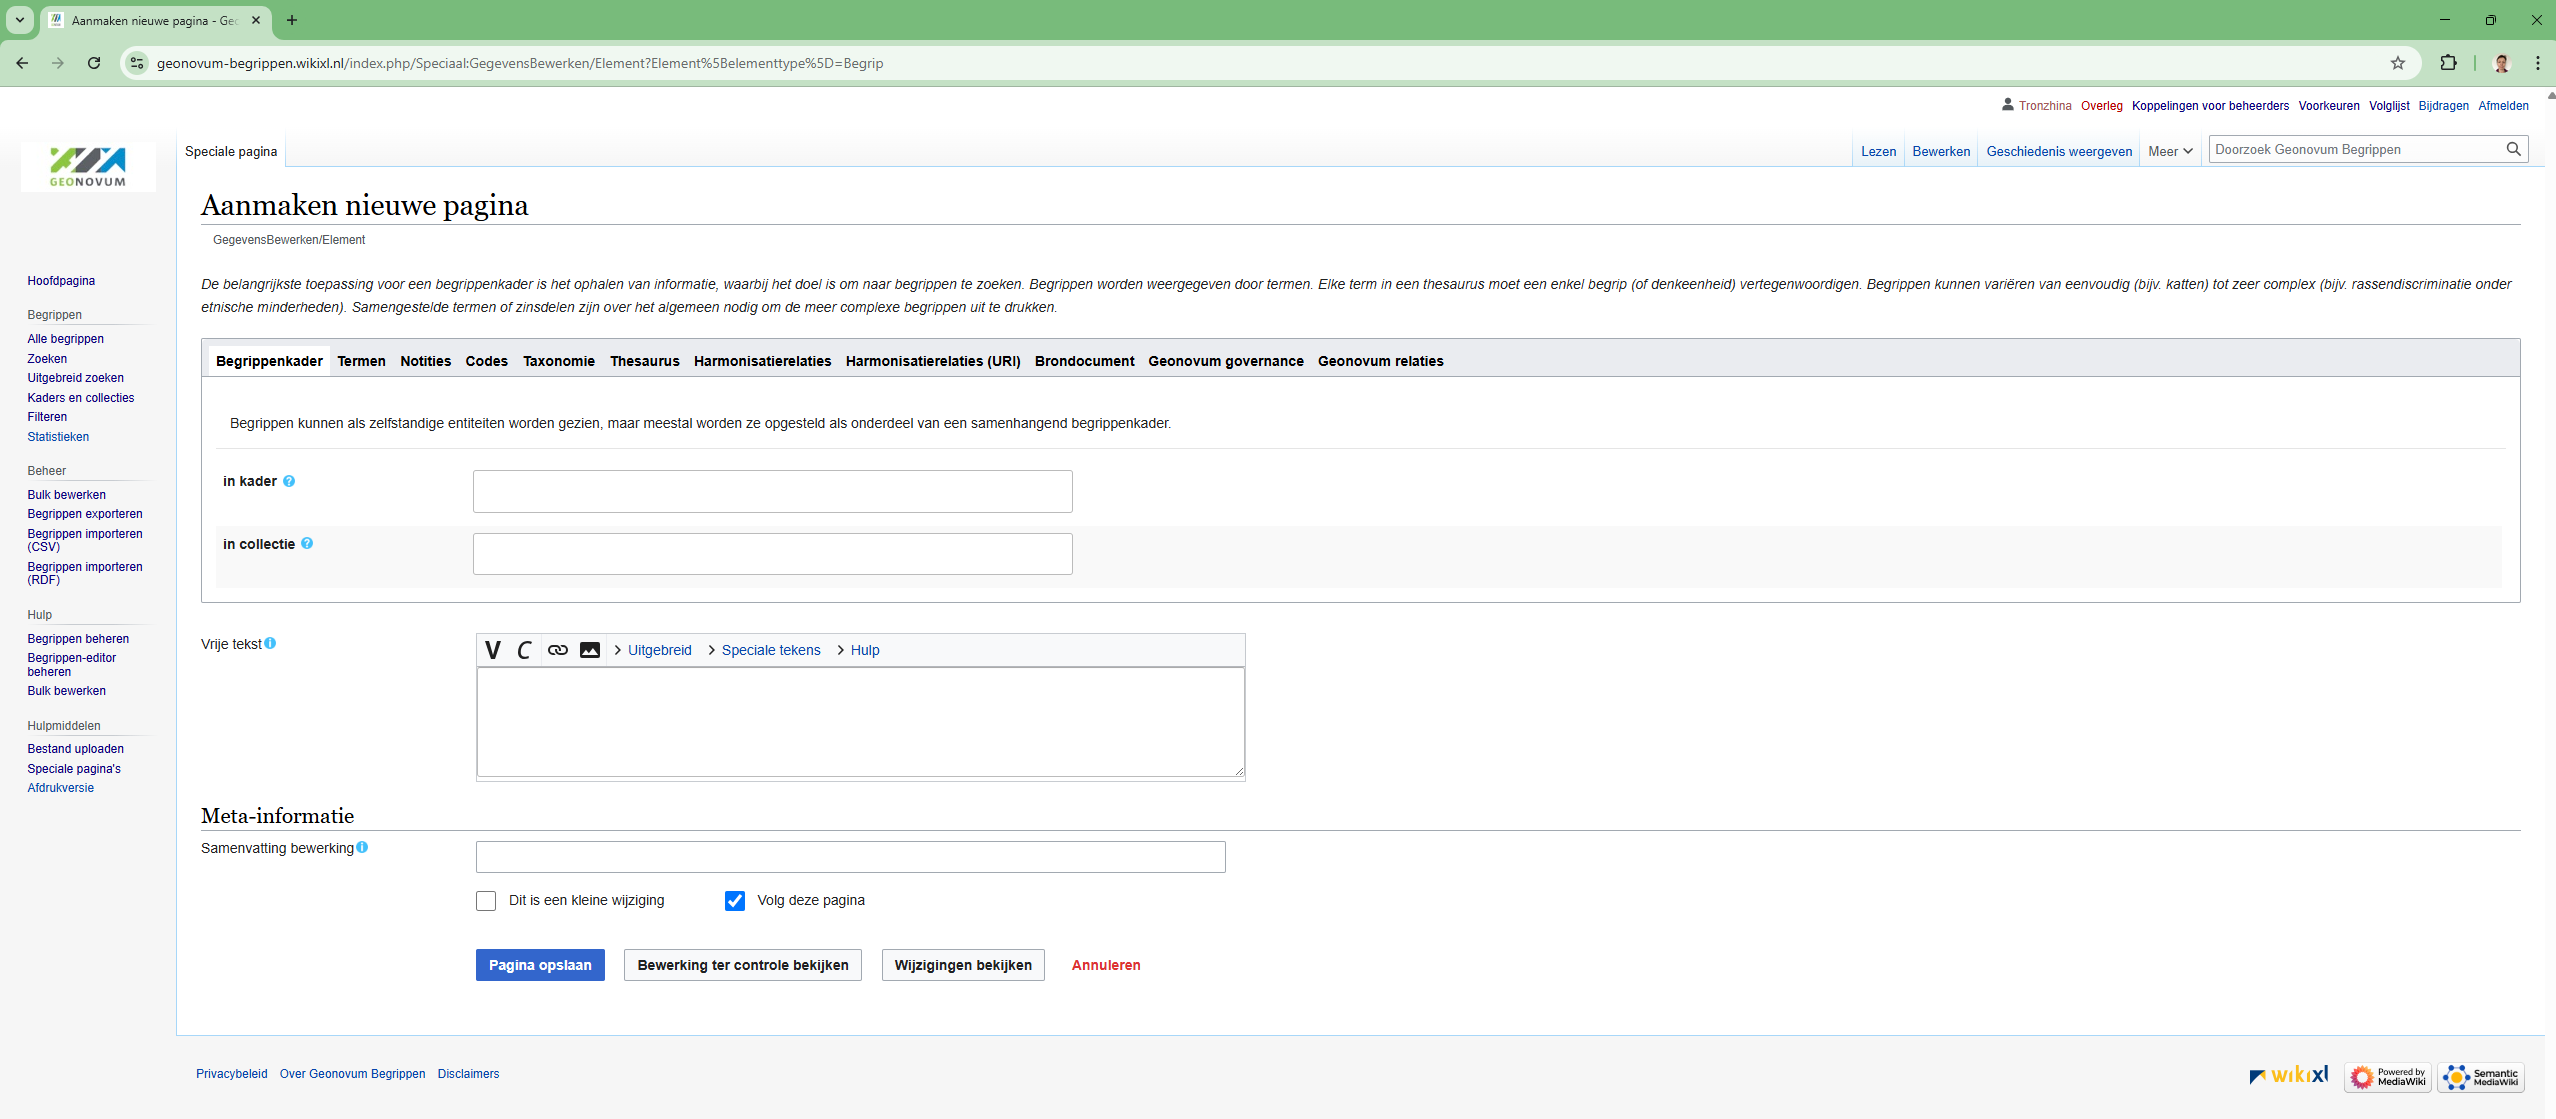 Aanmaken nieuwe pagina - Geo
geonovum-begrippen.wikixl.nl/index.php/Speciaal:GegevensBewerken/Element?Element%5Belementtype%5D=Begrip
Tronzhina Overleg Koppelingen voor beheerders Voorkeuren Volglijst Bijdragen Afmelden
GEONOVUM
Speciale pagina
Lezen Bewerken Geschiedenis weergeven Meer Doorzoek Geonovum Begrippen
Aanmaken nieuwe pagina
GegevensBewerken/Element
De belangrijkste toepassing voor een begrippenkader is het ophalen van informatie, waarbij het doel is om naar begrippen te zoeken. Begrippen worden weergegeven door termen. Elke term in een thesaurus moet een enkel begrip (of denkeenheid) vertegenwoordigen. Begrippen kunnen variëren van eenvoudig (bijv. katten) tot zeer complex (bijv. rassendiscriminatie onder
etnische minderheden). Samengestelde termen of zinsdelen zijn over het algemeen nodig om de meer complexe begrippen uit te drukken.
Hoofdpagina
Begrippen
Alle begrippen
Zoeken
Uitgebreid zoeken
Kaders en collecties
Filteren
Statistieken
Beheer
Bulk bewerken
Begrippen exporteren
Begrippen importeren
(CSV)
Begrippen importeren
(RDF)
Hulp
Begrippen beheren
Begrippen-editor
beheren
Bulk bewerken
Hulpmiddelen
Bestand uploaden
Speciale pagina's
Afdrukversie
Begrippenkader Termen Notities Codes Taxonomie Thesaurus Harmonisatierelaties Harmonisatierelaties (URI) Brondocument Geonovum governance Geonovum relaties
Begrippen kunnen als zelfstandige entiteiten worden gezien, maar meestal worden ze opgesteld als onderdeel van een samenhangend begrippenkader.
in kader ?
in collectie ?
Vrije tekst i
V C Uitgebreid Speciale tekens Hulp
Meta-informatie
Samenvatting bewerking i
Dit is een kleine wijziging Volg deze pagina
Pagina opslaan Bewerking ter controle bekijken Wijzigingen bekijken Annuleren
Privacybeleid Over Geonovum Begrippen Disclaimers
wikixl
Powered by
MediaWiki
Semantic
MediaWiki